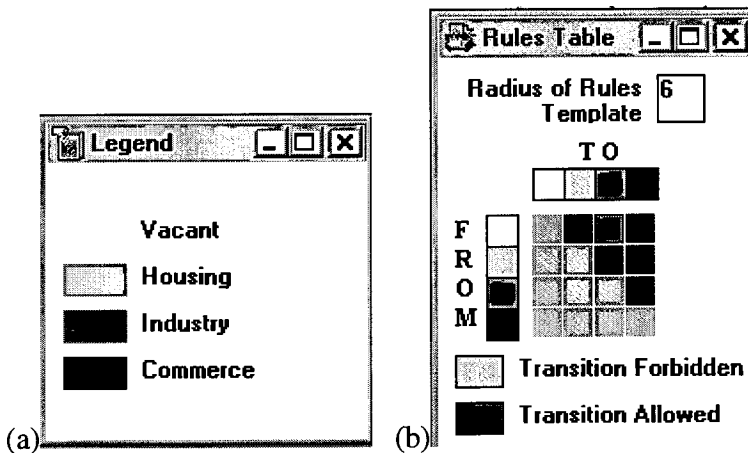 Legend
Vacant
Housing
Industry
Commerce
(a)
Rules Table
Radius of Rules
Template
6
T O
F
R
O
M
Transition Forbidden
Transition Allowed
(b)